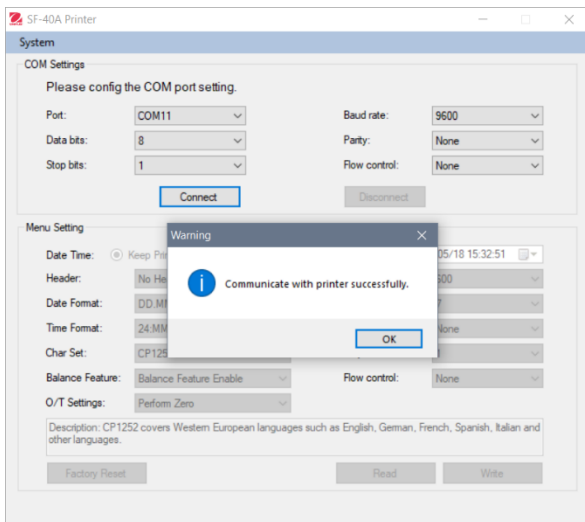 SF-40A Printer
System
COM Settings
Please config the COM port setting.
Port: COM11 Baud rate: 9600
Data bits: 8 Parity: None
Stop bits: 1 Flow control: None
Connect Disconnect
Menu Setting
Warning
Date Time: Keep 05/18 15:32:51
Header: No
Communicate with printer successfully.
Date Format:
Time Format: None
OK
Char Set:
Balance Feature: Balance Feature Enable Flow control: None
O/T Settings: Perform Zero
Description: CP1252 covers Western European languages such as English, German, French, Spanish, Italian and
other languages.
Factory Reset Read Write